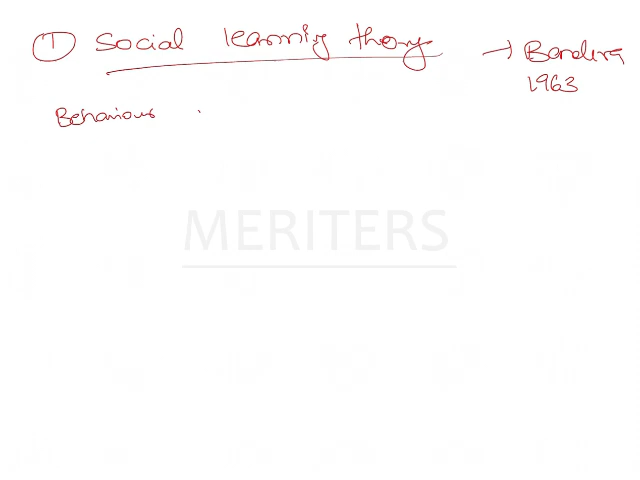 ① Social learning theory → Bandura
1963
Behaviour
MERITERS